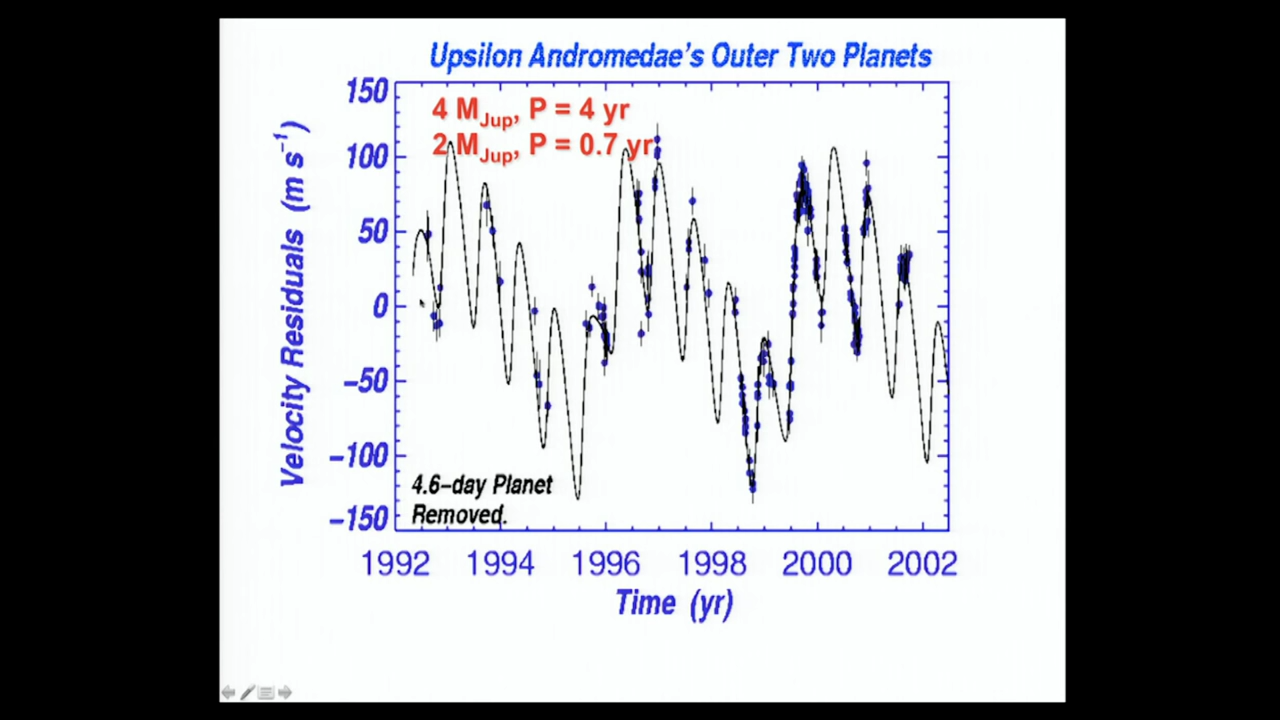 Upsilon Andromedae's Outer Two Planets
4 MJup, P = 4 yr
2 MJup, P = 0.7 yr
150
100
50
0
−50
−100
−150
Velocity Residuals (m s−1)
4.6−day Planet
Removed.
1992 1994 1996 1998 2000 2002
Time (yr)